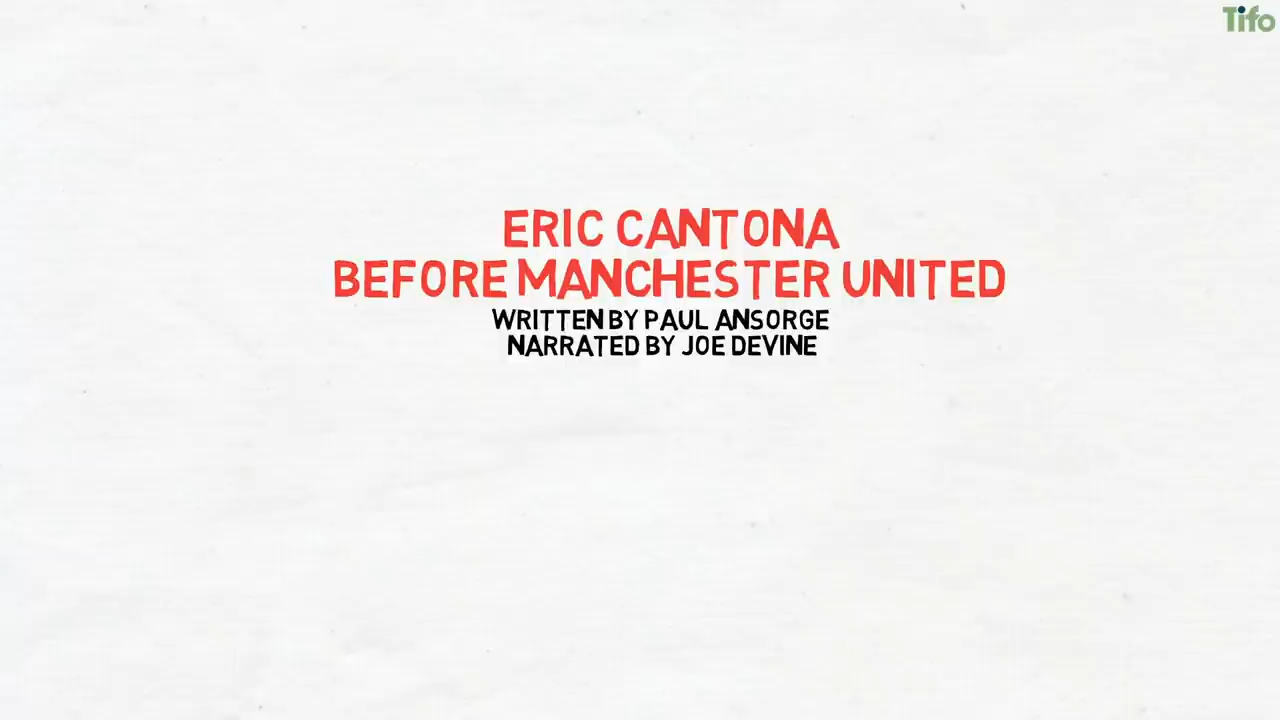 Tifo
ERIC CANTONA
BEFORE MANCHESTER UNITED
WRITTEN BY PAUL ANSORGE
NARRATED BY JOE DEVINE